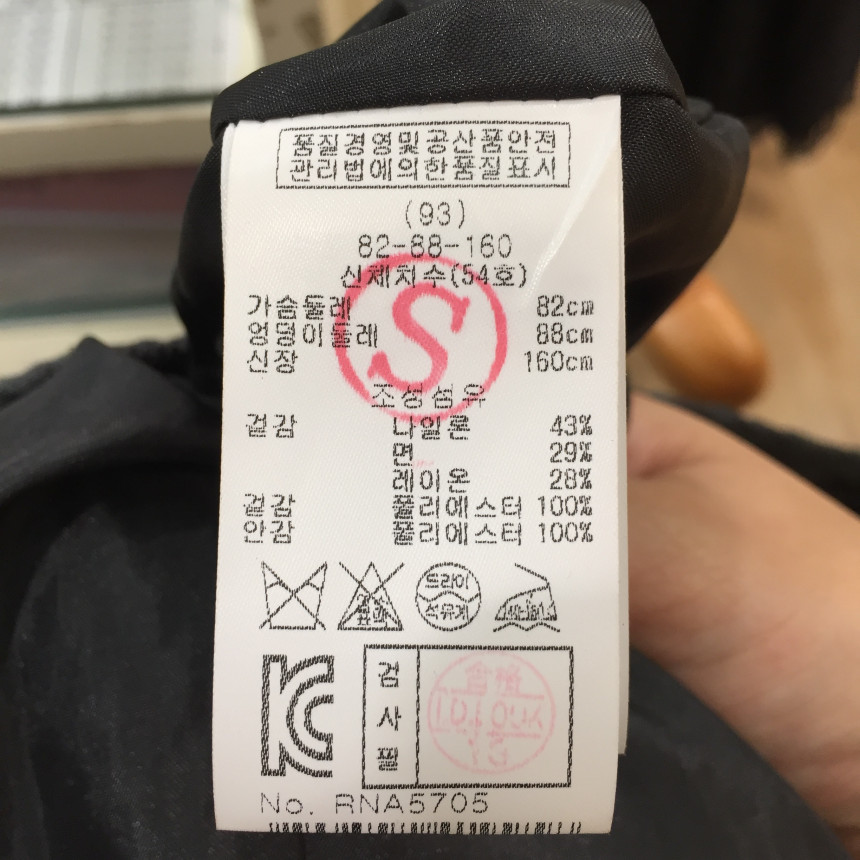 품질경영및공산품안전
관리법에의한품질표시
(93)
82-88-160
신체치수(54호)
가슴둘레 82cm
엉덩이둘레 88cm
신장 160cm
S
조성섬유
겉감 나일론 43%
면 29%
레이온 28%
겉감 폴리에스터 100%
안감 폴리에스터 100%
표백
드라이
석유계
KC
검사필
No. RNA5705